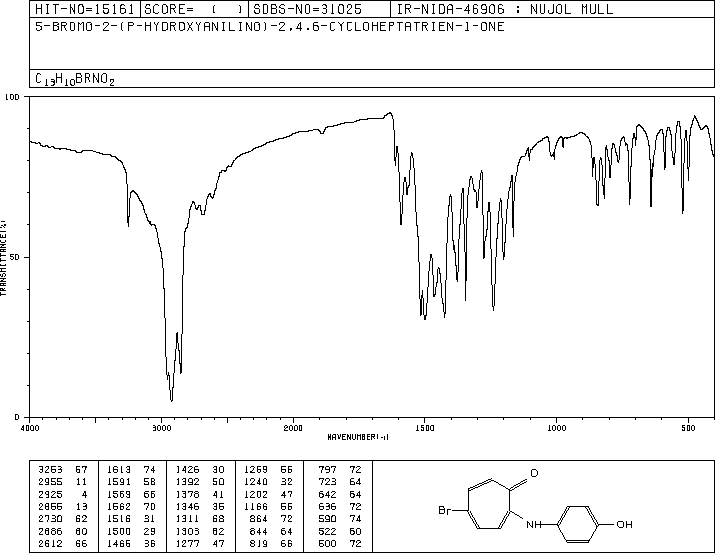 HIT-NO=15161 SCORE= ( ) SDBS-NO=31025 IR-NIDA-46906 : NUJOL MULL
5-BROMO-2-(P-HYDROXYANILINO)-2,4,6-CYCLOHEPTATRIEN-1-ONE
C13H10BRNO2
100
50
0
TRANSMITTANCE(%)
4000 3000 2000 1500 1000 500
WAVENUMBER(-1)
3253 57 1613 74 1426 30 1269 55 797 72
2955 11 1591 58 1392 50 1240 32 723 64
2925 4 1569 66 1378 41 1202 47 642 64
2855 13 1562 70 1346 35 1166 55 636 72
2730 62 1516 31 1311 68 864 72 590 74
2686 60 1500 29 1303 62 844 64 522 60
2612 66 1465 36 1277 47 819 66 500 72
O
Br
NH
OH